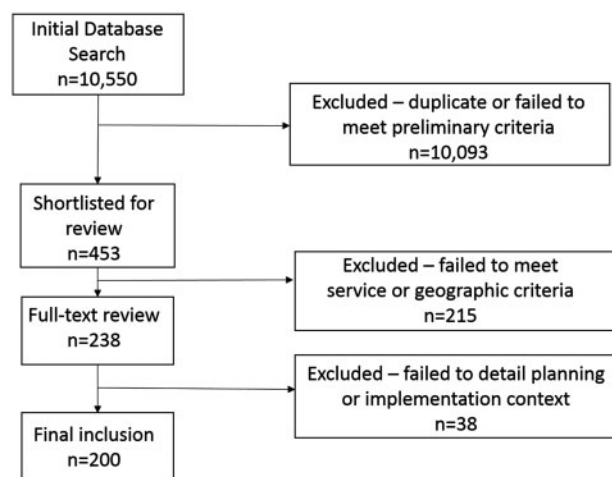 Initial Database
Search
n=10,550
Excluded – duplicate or failed to
meet preliminary criteria
n=10,093
Shortlisted for
review
n=453
Excluded – failed to meet
service or geographic criteria
n=215
Full-text review
n=238
Excluded – failed to detail planning
or implementation context
n=38
Final inclusion
n=200